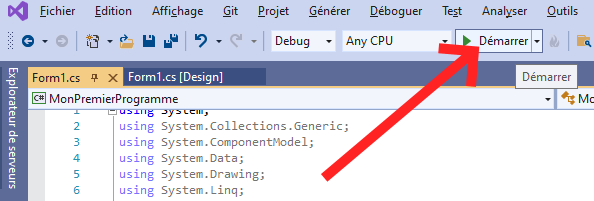 Fichier Edition Affichage Git Projet Générer Déboguer Test Analyser Outils
Debug Any CPU Démarrer
Form1.cs Form1.cs [Design] Démarrer
C# MonPremierProgramme Mo
1 using System;
2 using System.Collections.Generic;
3 using System.ComponentModel;
4 using System.Data;
5 using System.Drawing;
6 using System.Linq;
Explorateur de serveurs